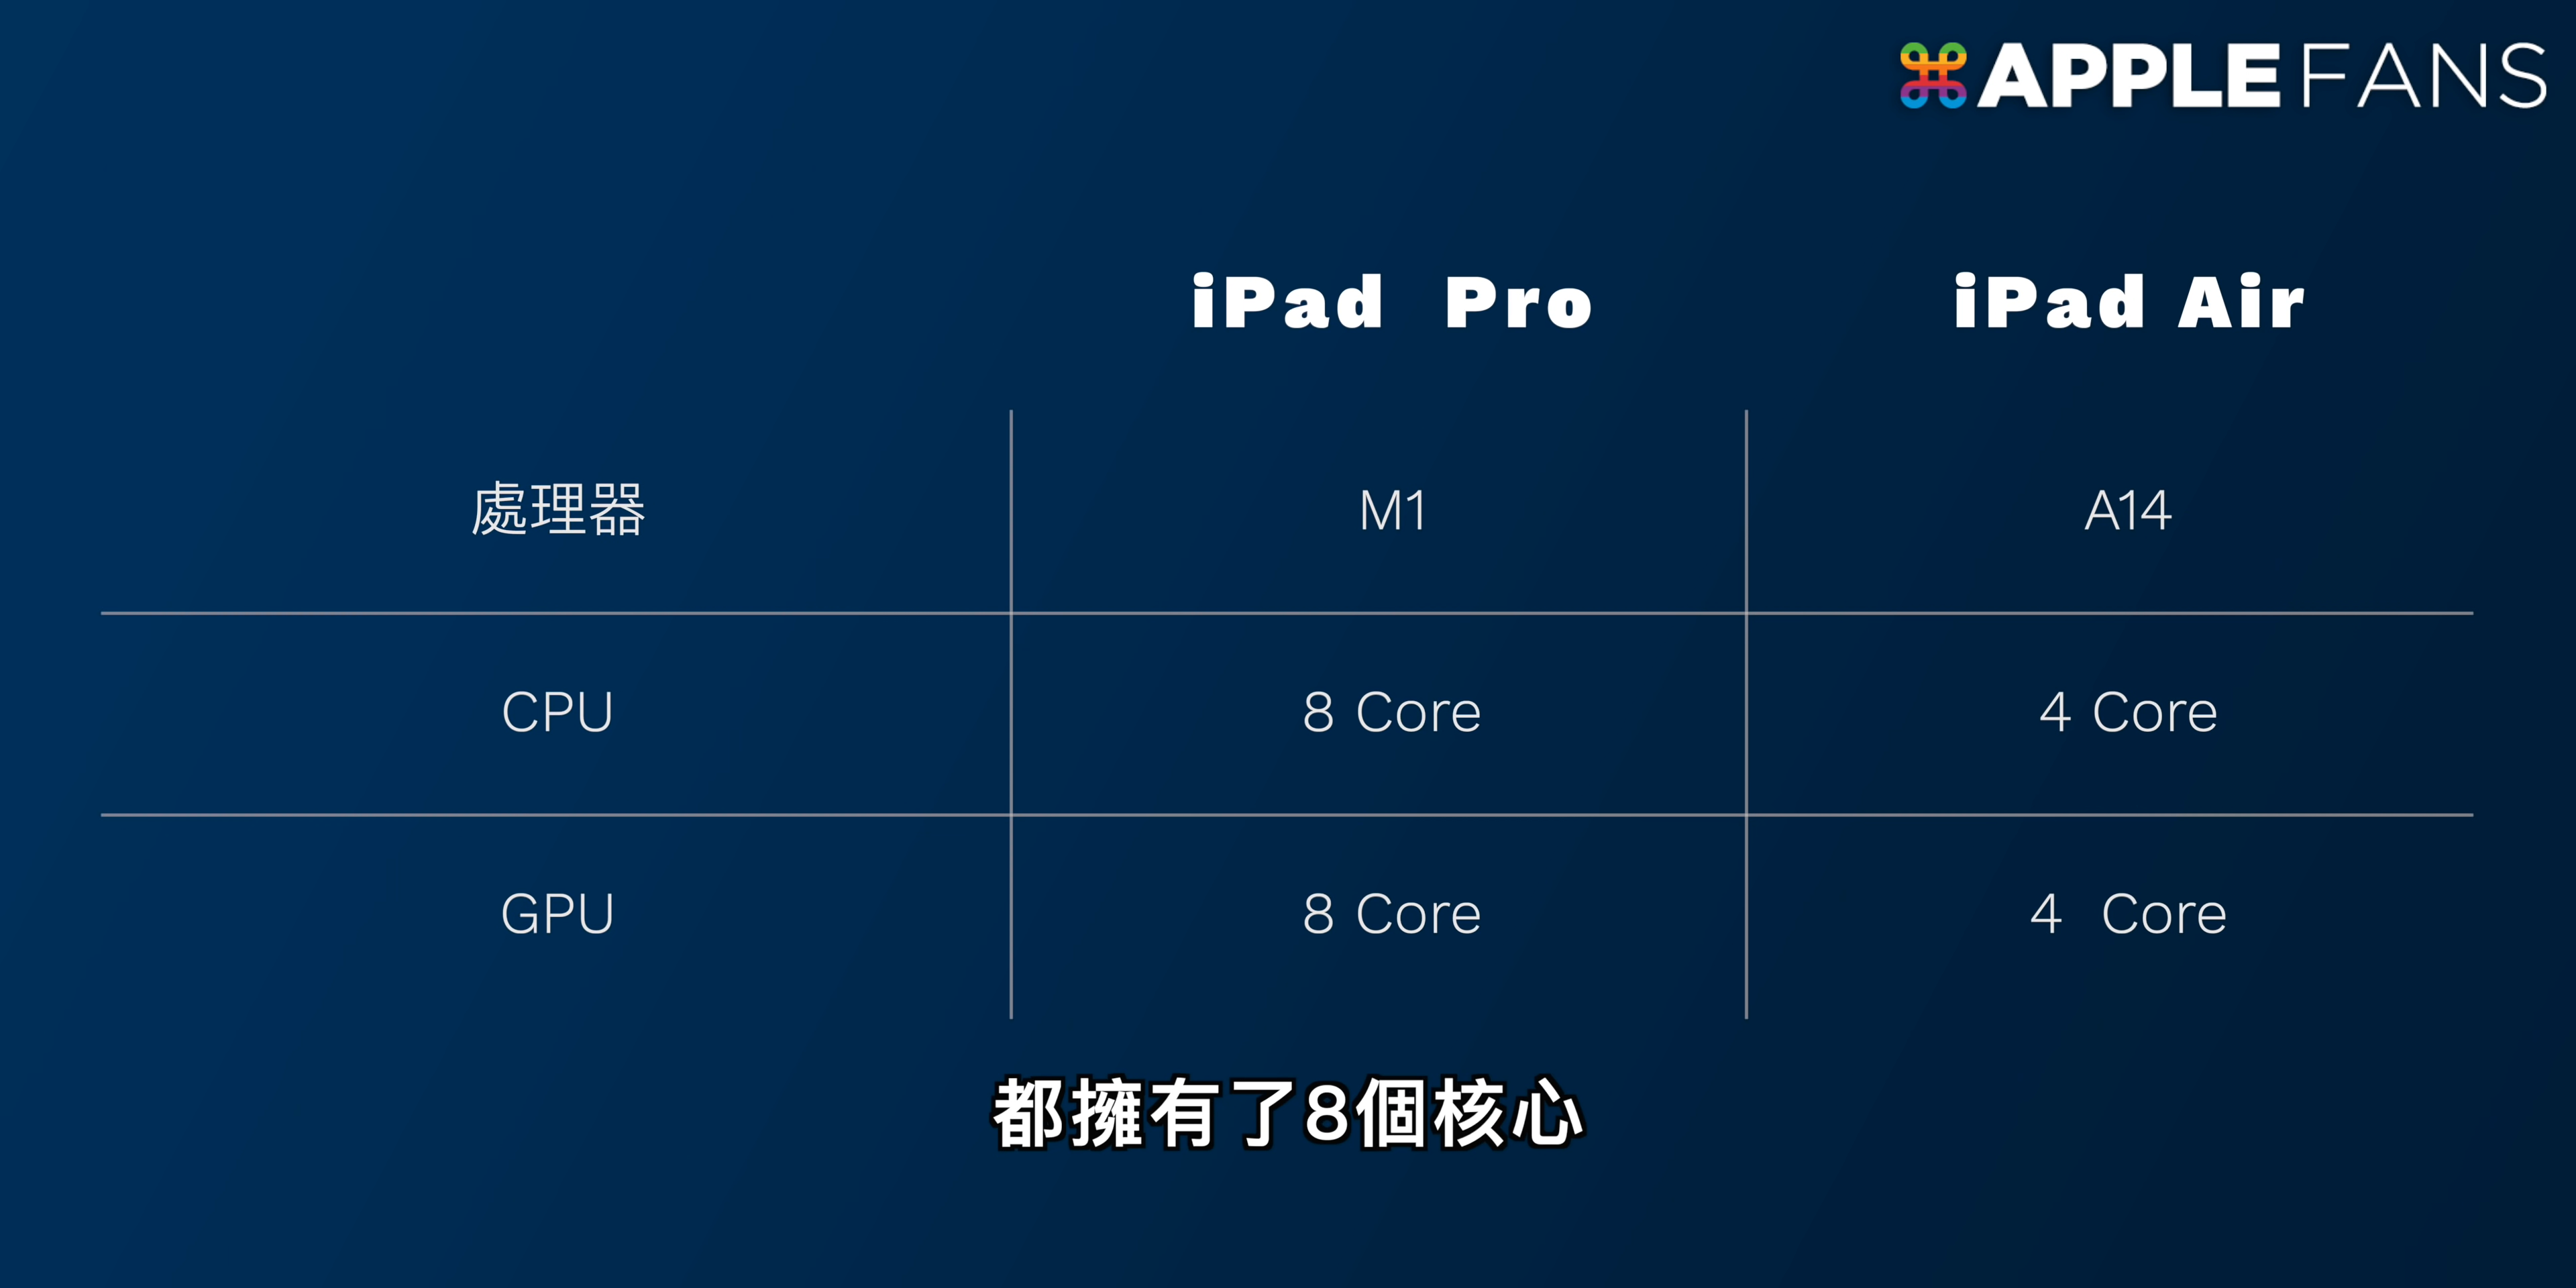 ⌘APPLE FANS
iPad Pro iPad Air
處理器 M1 A14
CPU 8 Core 4 Core
GPU 8 Core 4 Core
都擁有了8個核心